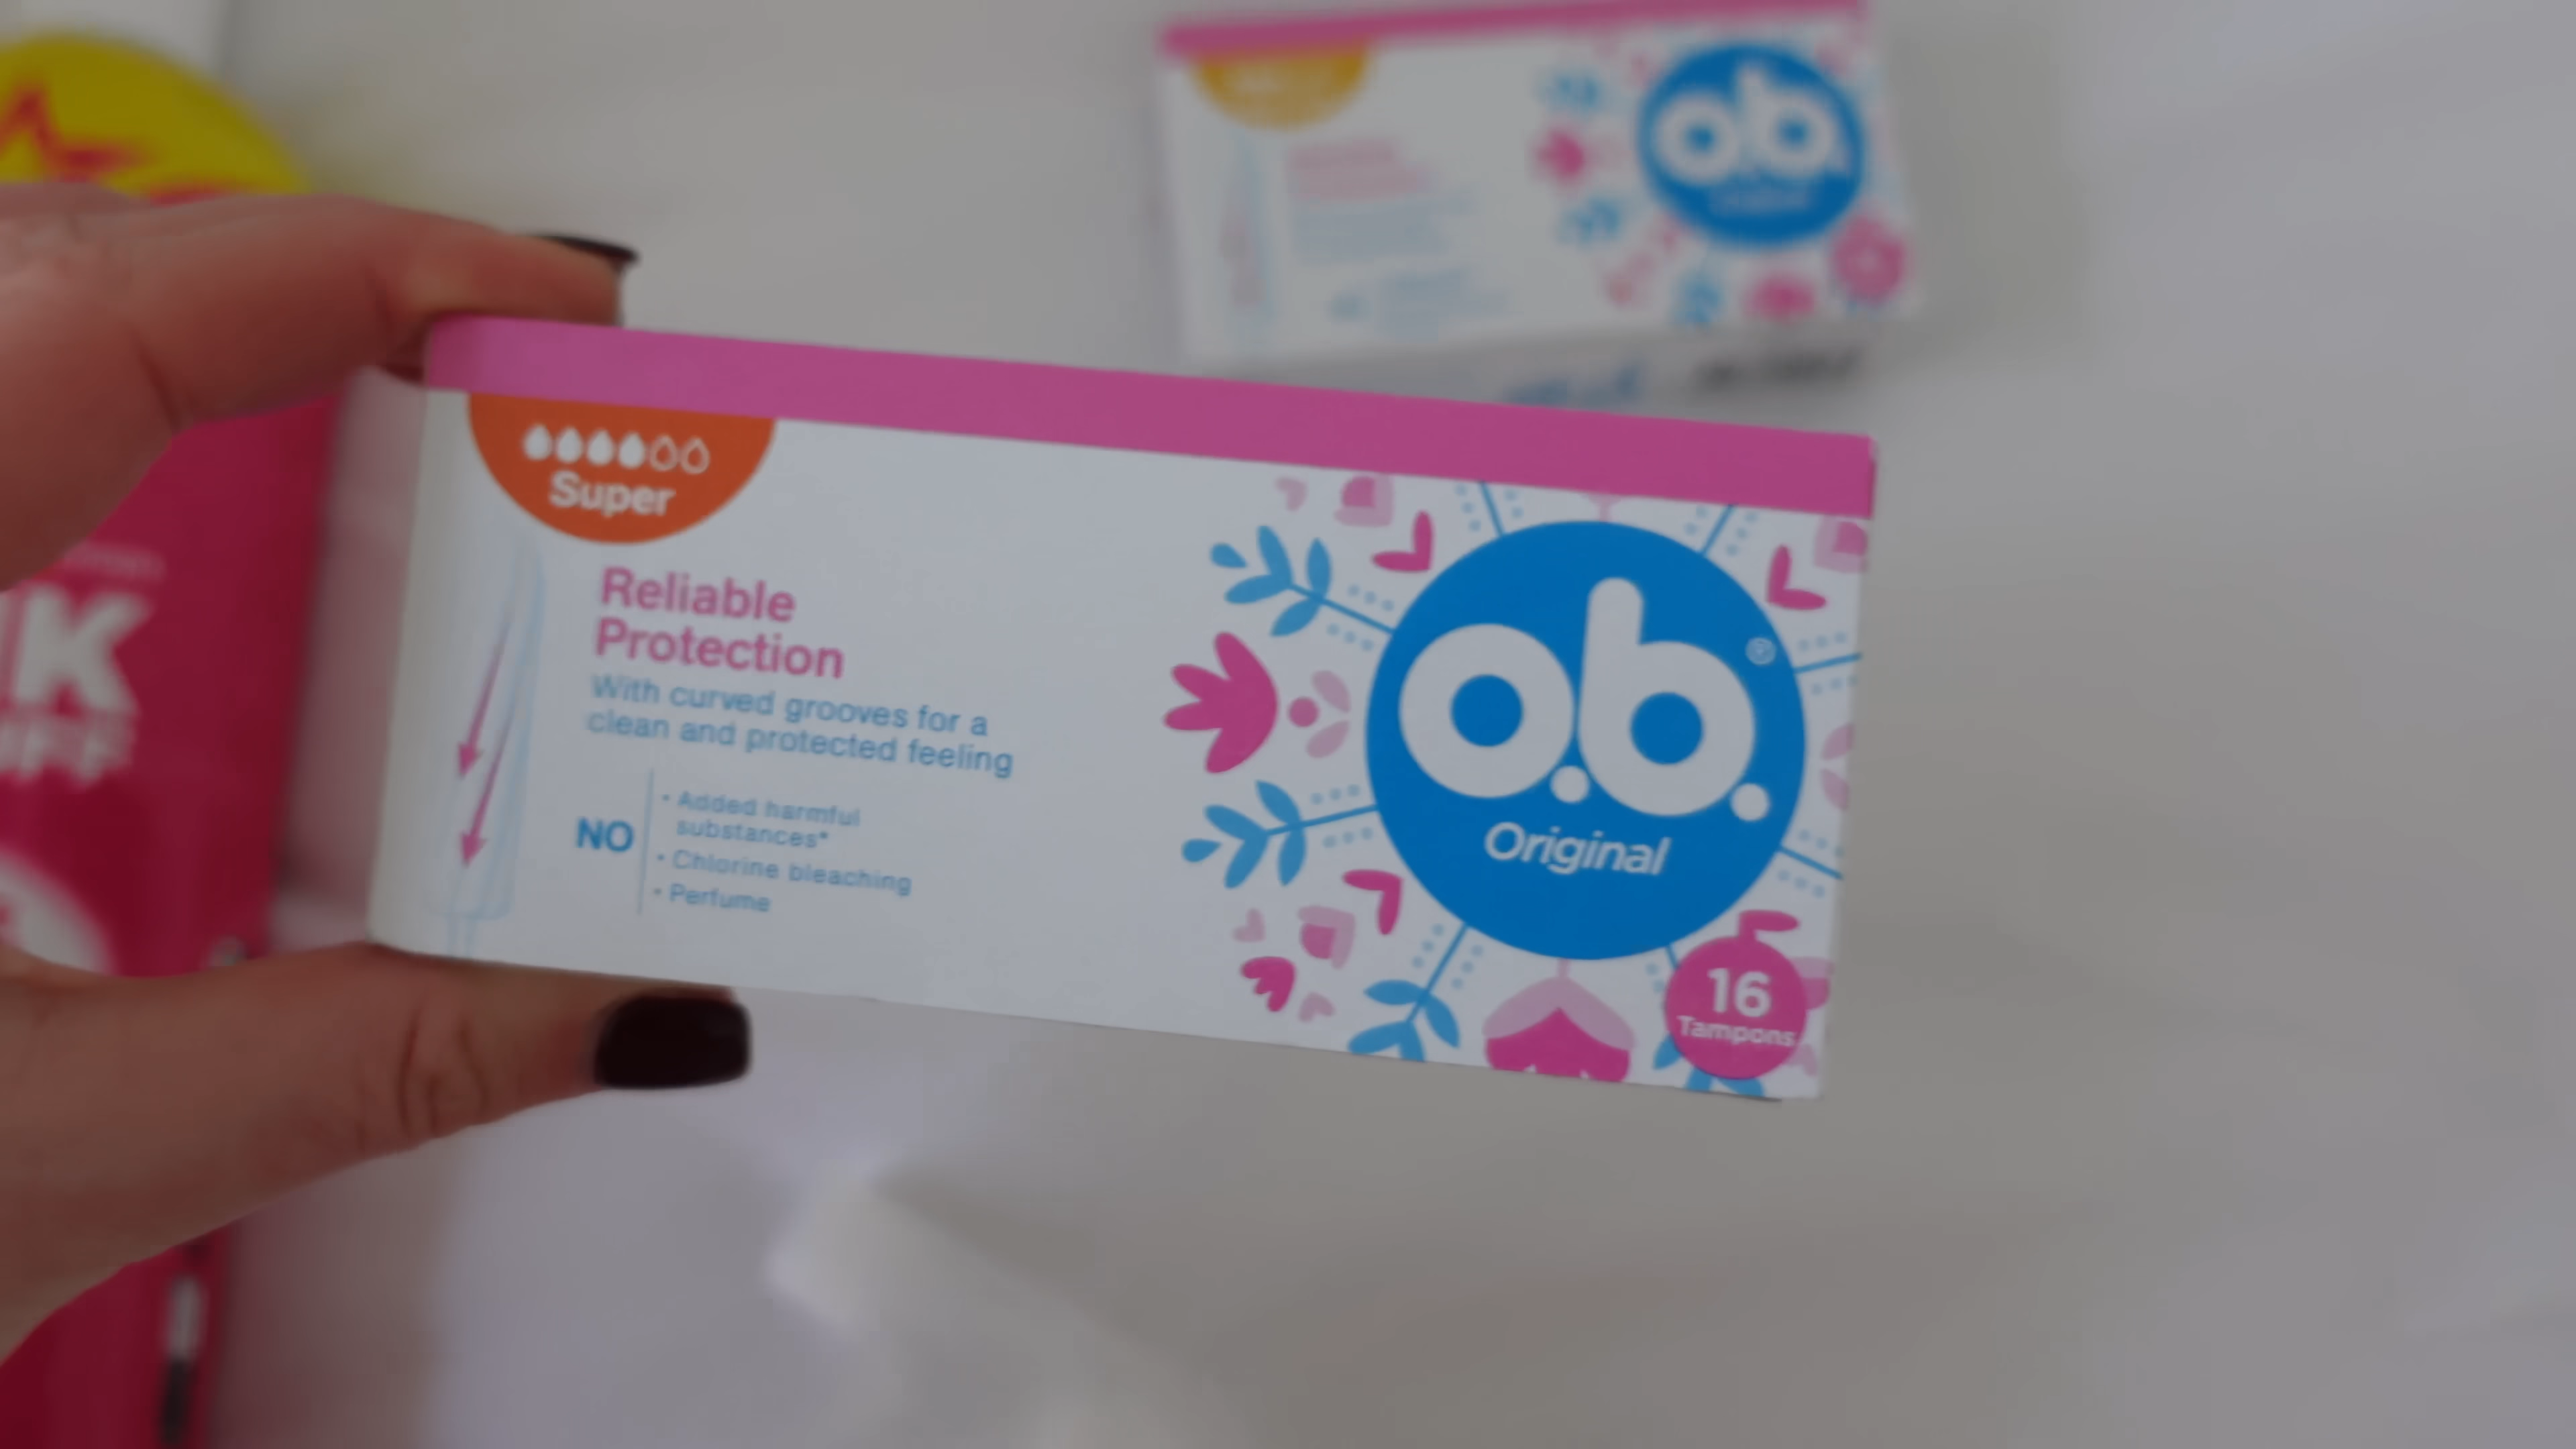 o.b.
Super
Reliable
Protection
With curved grooves for a
clean and protected feeling
NO
• Added harmful
substances*
• Chlorine bleaching
• Perfume
o.b.®
Original
16
Tampons